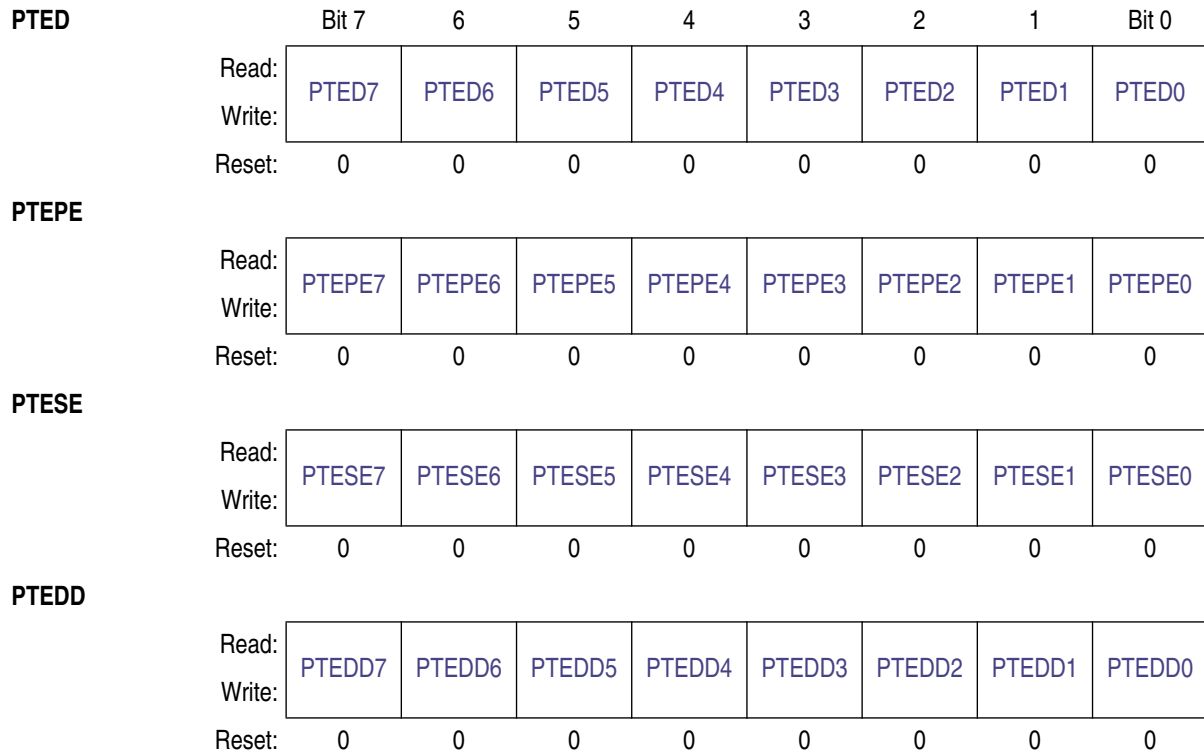 PTED Bit 7 6 5 4 3 2 1 Bit 0
Read:
PTED7 PTED6 PTED5 PTED4 PTED3 PTED2 PTED1 PTED0
Write:
Reset: 0 0 0 0 0 0 0 0
PTEPE
Read:
PTEPE7 PTEPE6 PTEPE5 PTEPE4 PTEPE3 PTEPE2 PTEPE1 PTEPE0
Write:
Reset: 0 0 0 0 0 0 0 0
PTESE
Read:
PTESE7 PTESE6 PTESE5 PTESE4 PTESE3 PTESE2 PTESE1 PTESE0
Write:
Reset: 0 0 0 0 0 0 0 0
PTEDD
Read:
PTEDD7 PTEDD6 PTEDD5 PTEDD4 PTEDD3 PTEDD2 PTEDD1 PTEDD0
Write:
Reset: 0 0 0 0 0 0 0 0